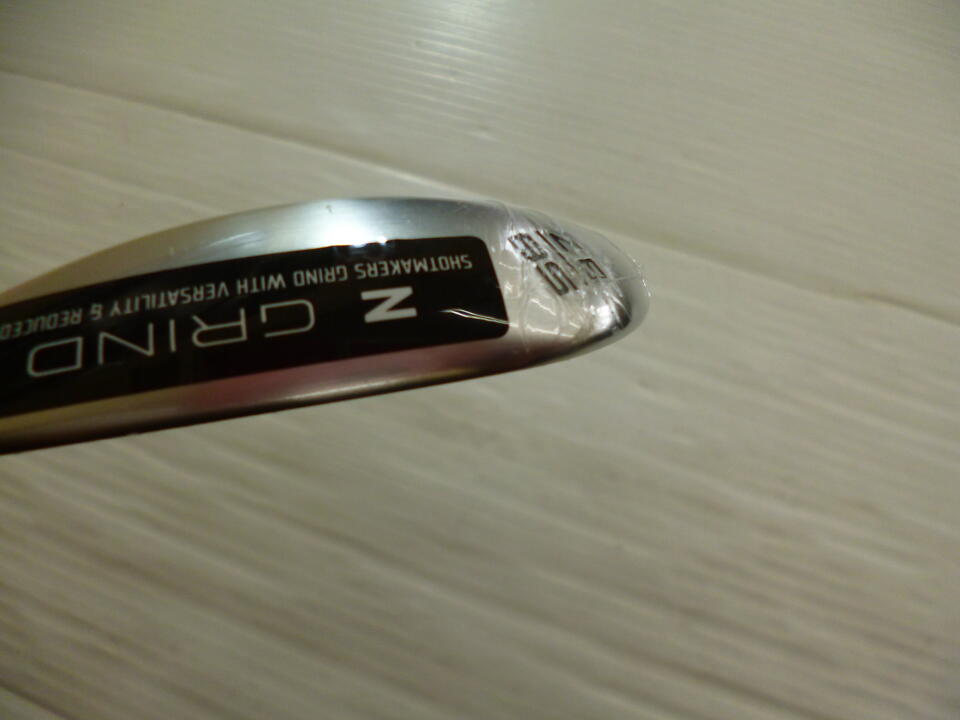 Z GRIND
SHOTMAKERS GRIND WITH VERSATILITY & REDUCED